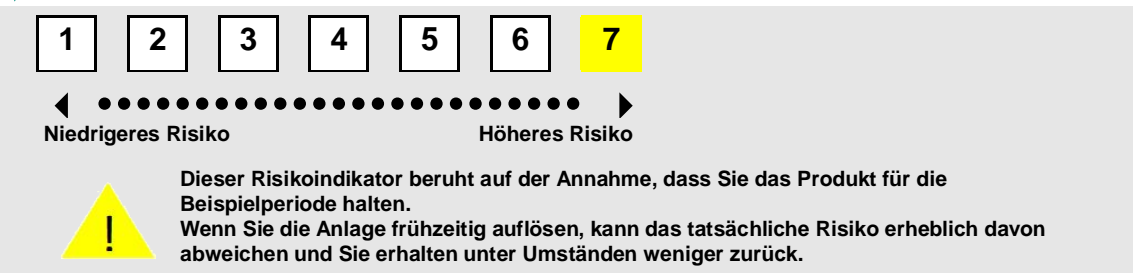 1 2 3 4 5 6 7
Niedrigeres Risiko Höheres Risiko
Dieser Risikoindikator beruht auf der Annahme, dass Sie das Produkt für die
Beispielperiode halten.
!
Wenn Sie die Anlage frühzeitig auflösen, kann das tatsächliche Risiko erheblich davon
abweichen und Sie erhalten unter Umständen weniger zurück.